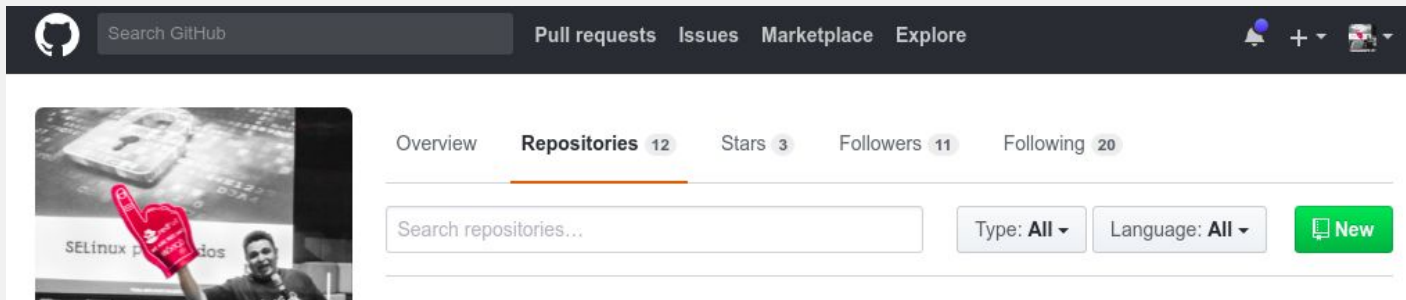 Search GitHub Pull requests Issues Marketplace Explore
Overview Repositories 12 Stars 3 Followers 11 Following 20
Search repositories... Type: All Language: All New
SELinux